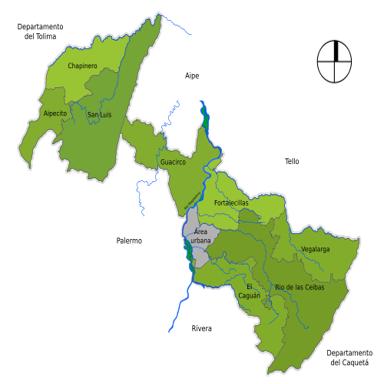 Departamento
del Tolima
Chapinero
Aipe
Aipecito
San Luis
Guacirco
Tello
Fortalecillas
Palermo
Área
urbana
Vegalarga
El
Caguán
Río de las Ceibas
Rivera
Departamento
del Caquetá